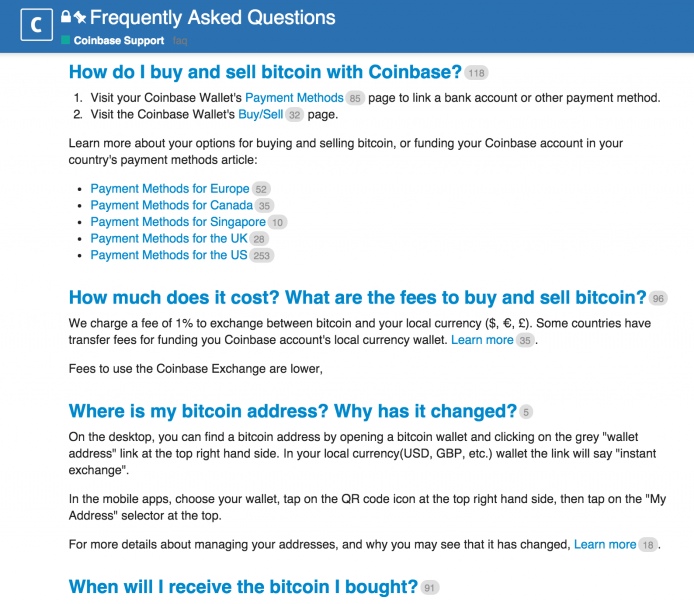 C Frequently Asked Questions
Coinbase Support faq
How do I buy and sell bitcoin with Coinbase? 118
1. Visit your Coinbase Wallet's Payment Methods 85 page to link a bank account or other payment method.
2. Visit the Coinbase Wallet's Buy/Sell 32 page.
Learn more about your options for buying and selling bitcoin, or funding your Coinbase account in your
country's payment methods article:
• Payment Methods for Europe 52
• Payment Methods for Canada 35
• Payment Methods for Singapore 10
• Payment Methods for the UK 28
• Payment Methods for the US 253
How much does it cost? What are the fees to buy and sell bitcoin? 96
We charge a fee of 1% to exchange between bitcoin and your local currency ($, €, £). Some countries have
transfer fees for funding you Coinbase account's local currency wallet. Learn more 35.
Fees to use the Coinbase Exchange are lower,
Where is my bitcoin address? Why has it changed? 5
On the desktop, you can find a bitcoin address by opening a bitcoin wallet and clicking on the grey "wallet
address" link at the top right hand side. In your local currency(USD, GBP, etc.) wallet the link will say "instant
exchange".
In the mobile apps, choose your wallet, tap on the QR code icon at the top right hand side, then tap on the "My
Address" selector at the top.
For more details about managing your addresses, and why you may see that it has changed, Learn more 18.
When will I receive the bitcoin I bought? 91